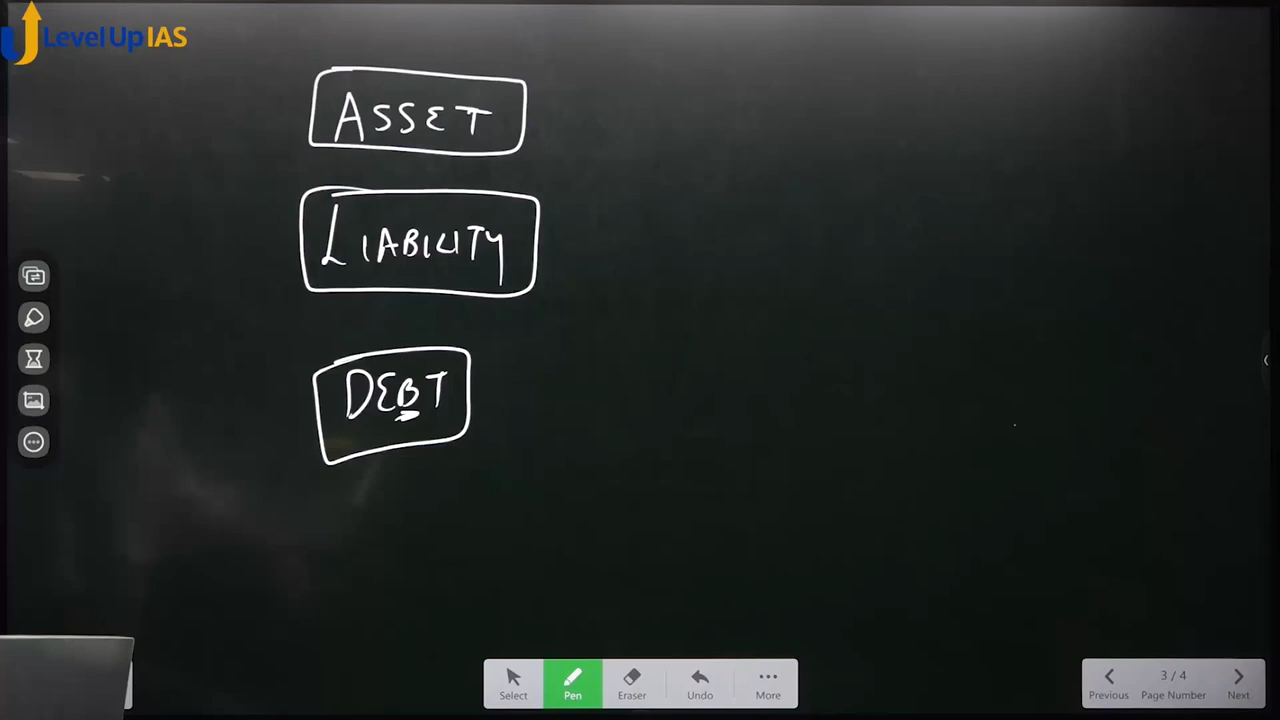 Level Up IAS
ASSET
LIABILITY
DEBT
Select
Pen
Eraser
Undo
More
Previous
3 / 4
Page Number
Next